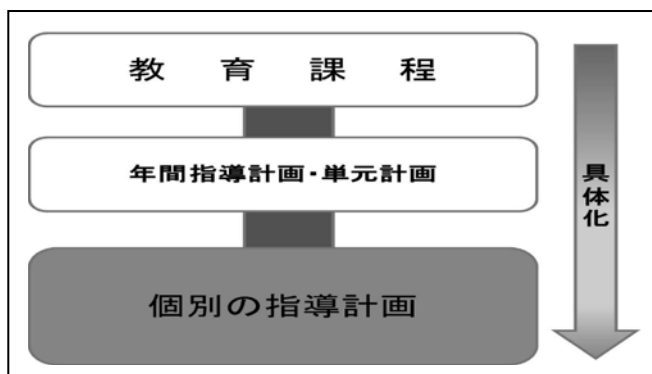 教育課程
年間指導計画・単元計画
個別の指導計画
具体化